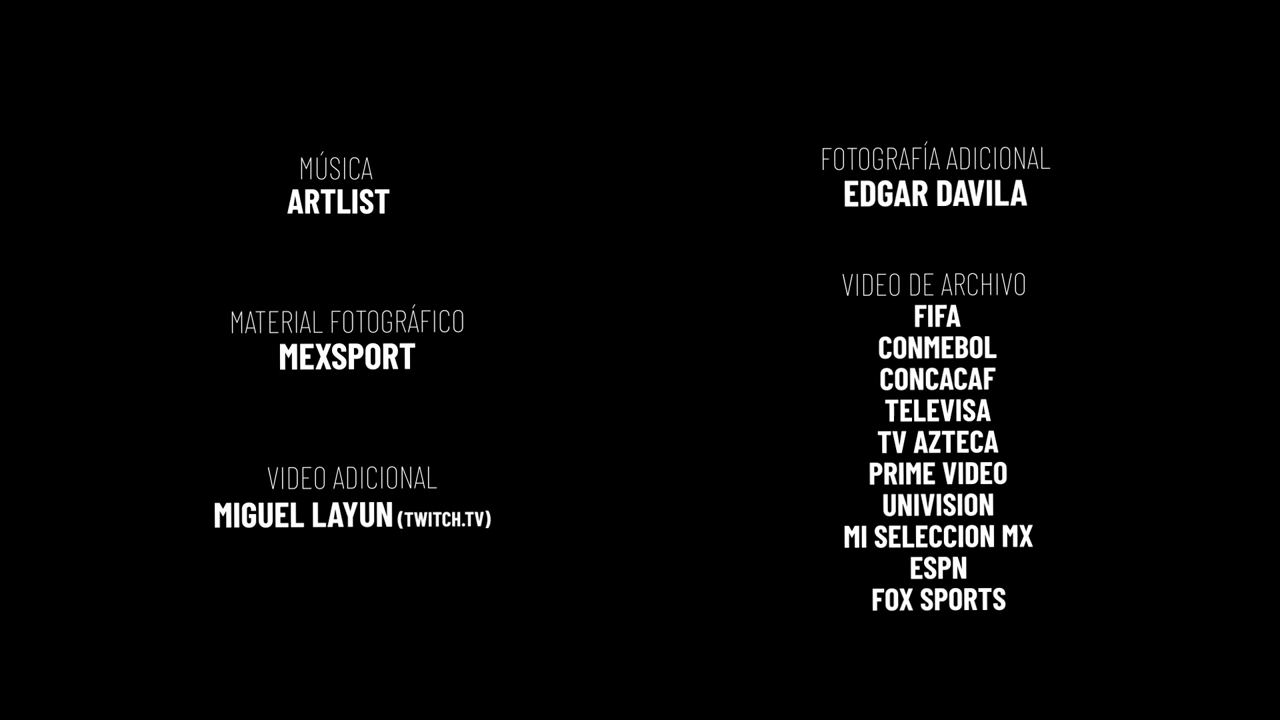 MÚSICA
ARTLIST
MATERIAL FOTOGRÁFICO
MEXSPORT
VIDEO ADICIONAL
MIGUEL LAYUN (TWITCH.TV)
FOTOGRAFÍA ADICIONAL
EDGAR DAVILA
VIDEO DE ARCHIVO
FIFA
CONMEBOL
CONCACAF
TELEVISA
TV AZTECA
PRIME VIDEO
UNIVISION
MI SELECCION MX
ESPN
FOX SPORTS